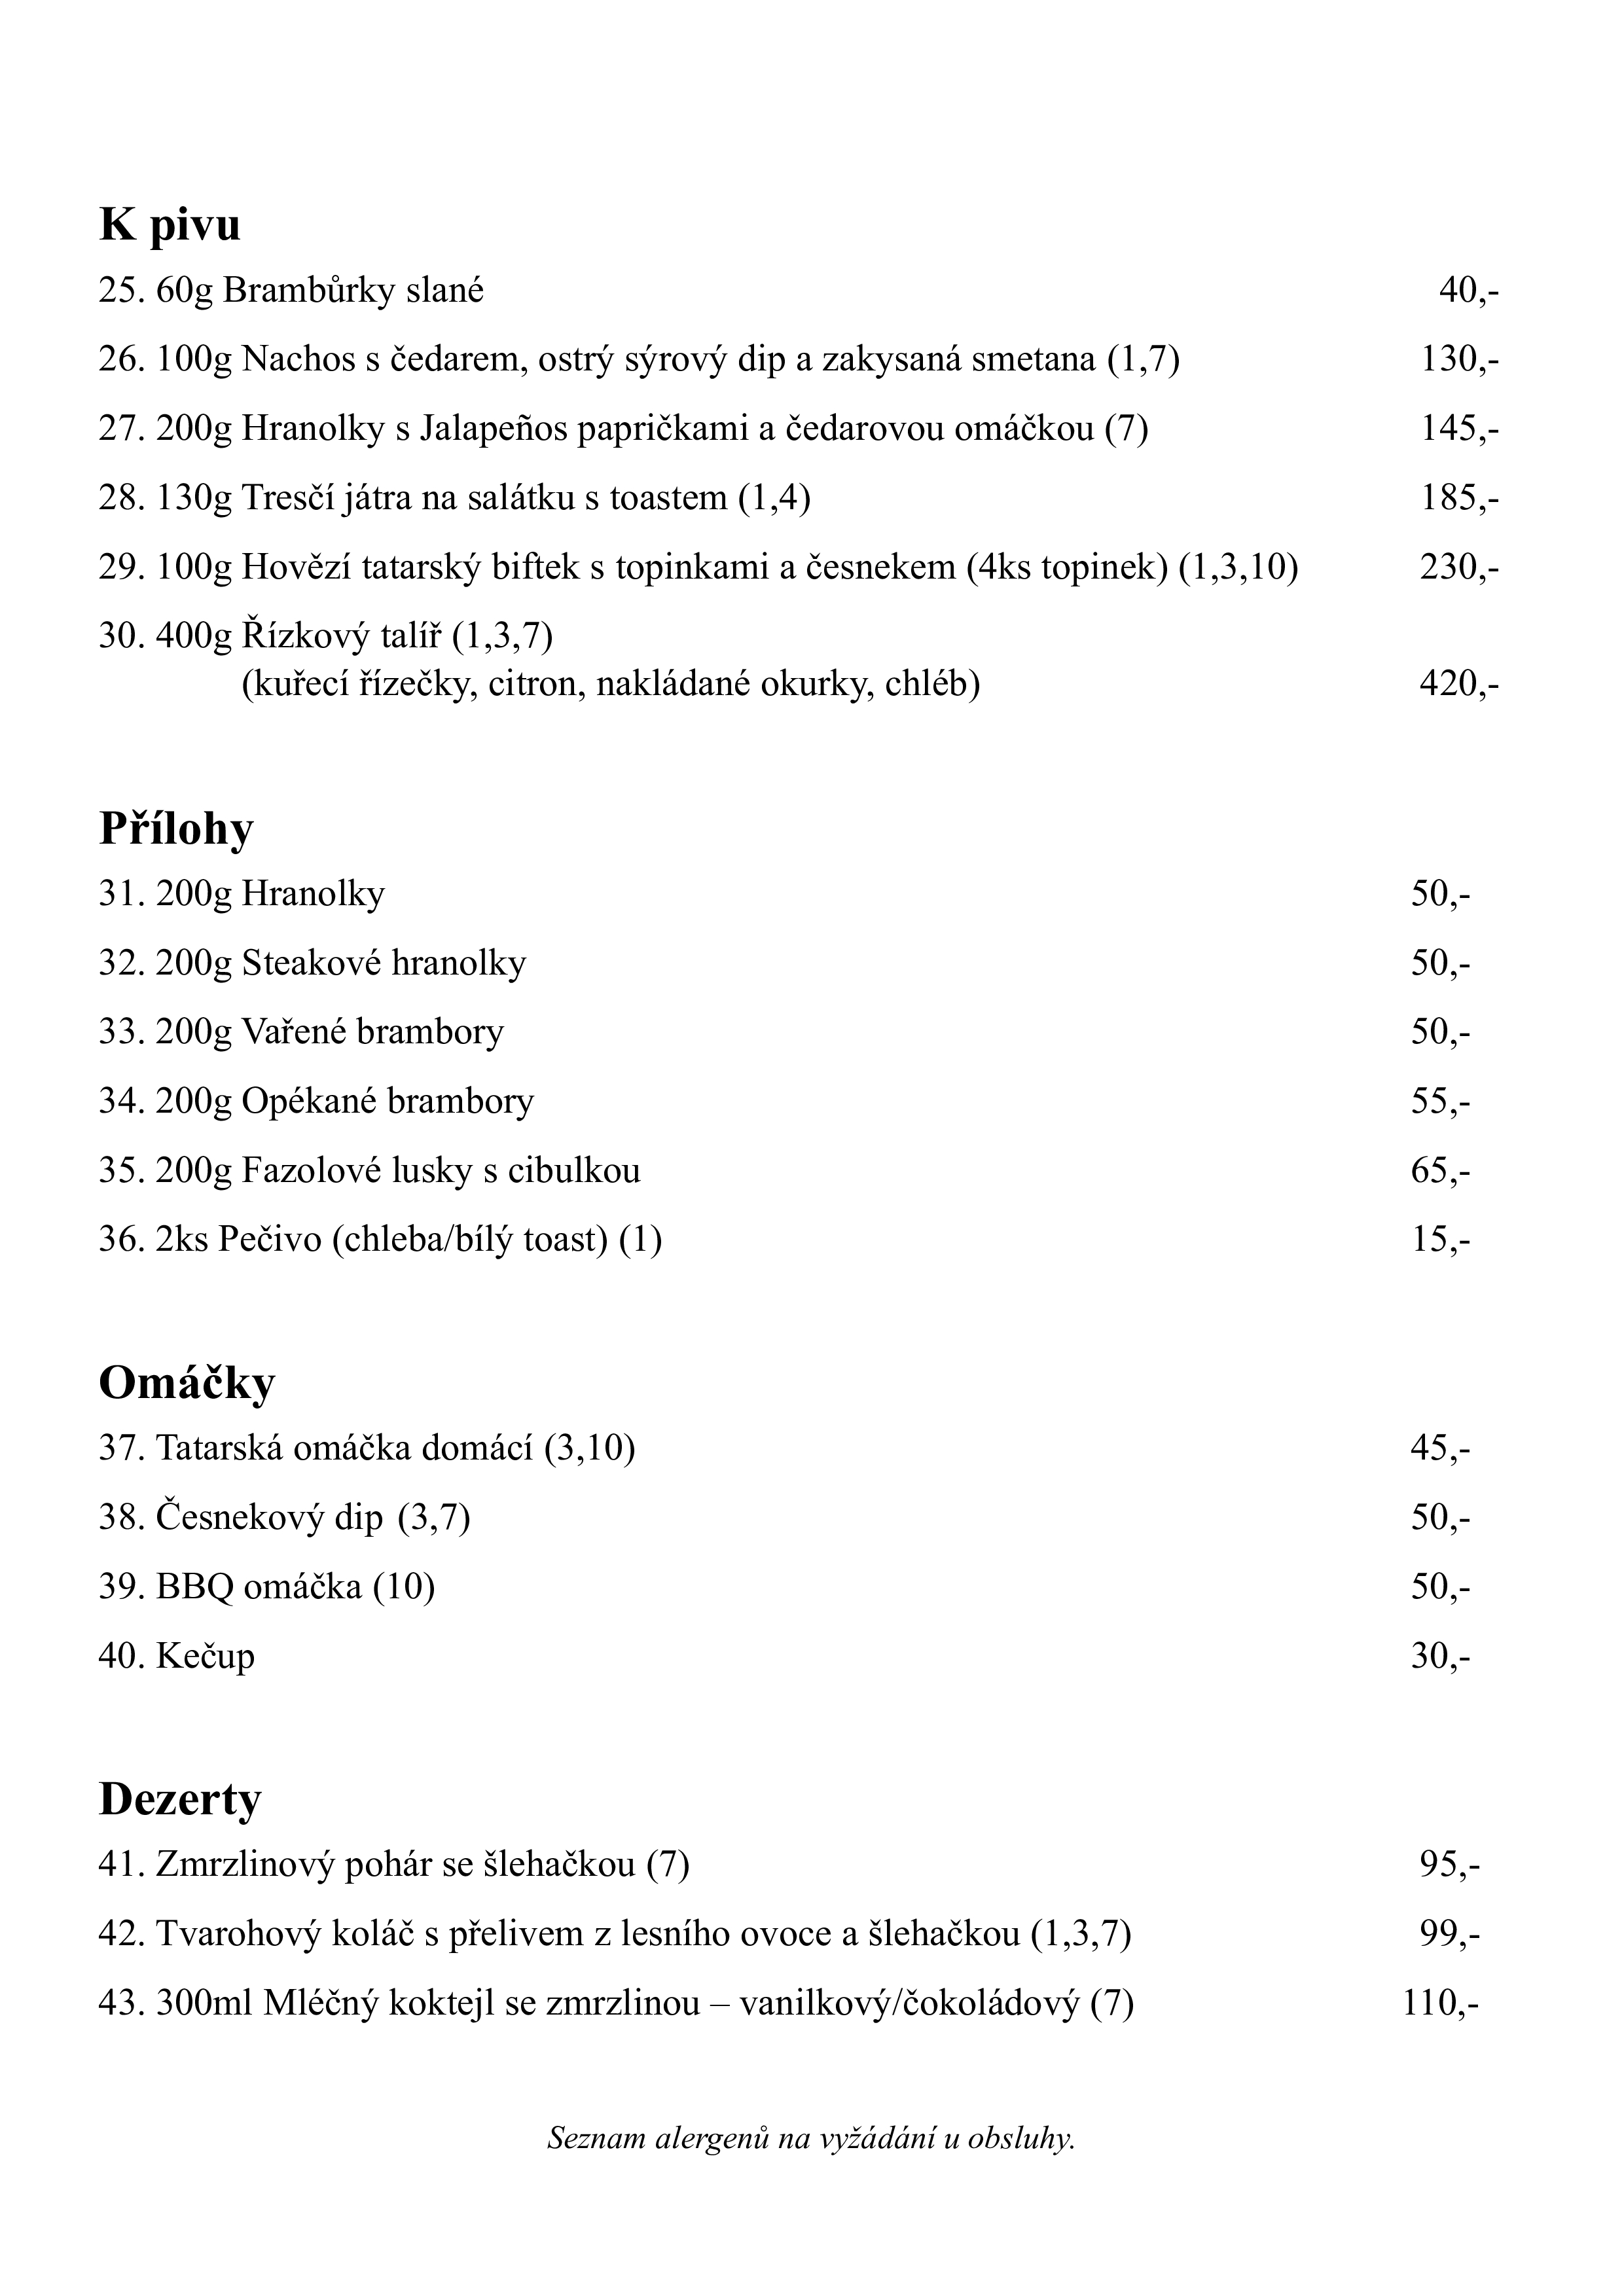 K pivu
25. 60g Brambůrky slané 40,-
26. 100g Nachos s čedarem, ostrý sýrový dip a zakysaná smetana (1,7) 130,-
27. 200g Hranolky s Jalapeños papričkami a čedarovou omáčkou (7) 145,-
28. 130g Tresčí játra na salátku s toastem (1,4) 185,-
29. 100g Hovězí tatarský biftek s topinkami a česnekem (4ks topinek) (1,3,10) 230,-
30. 400g Řízkový talíř (1,3,7)
(kuřecí řízečky, citron, nakládané okurky, chléb) 420,-
Přílohy
31. 200g Hranolky 50,-
32. 200g Steakové hranolky 50,-
33. 200g Vařené brambory 50,-
34. 200g Opékané brambory 55,-
35. 200g Fazolové lusky s cibulkou 65,-
36. 2ks Pečivo (chleba/bílý toast) (1) 15,-
Omáčky
37. Tatarská omáčka domácí (3,10) 45,-
38. Česnekový dip (3,7) 50,-
39. BBQ omáčka (10) 50,-
40. Kečup 30,-
Dezerty
41. Zmrzlinový pohár se šlehačkou (7) 95,-
42. Tvarohový koláč s přelivem z lesního ovoce a šlehačkou (1,3,7) 99,-
43. 300ml Mléčný koktejl se zmrzlinou – vanilkový/čokoládový (7) 110,-
Seznam alergenů na vyžádání u obsluhy.